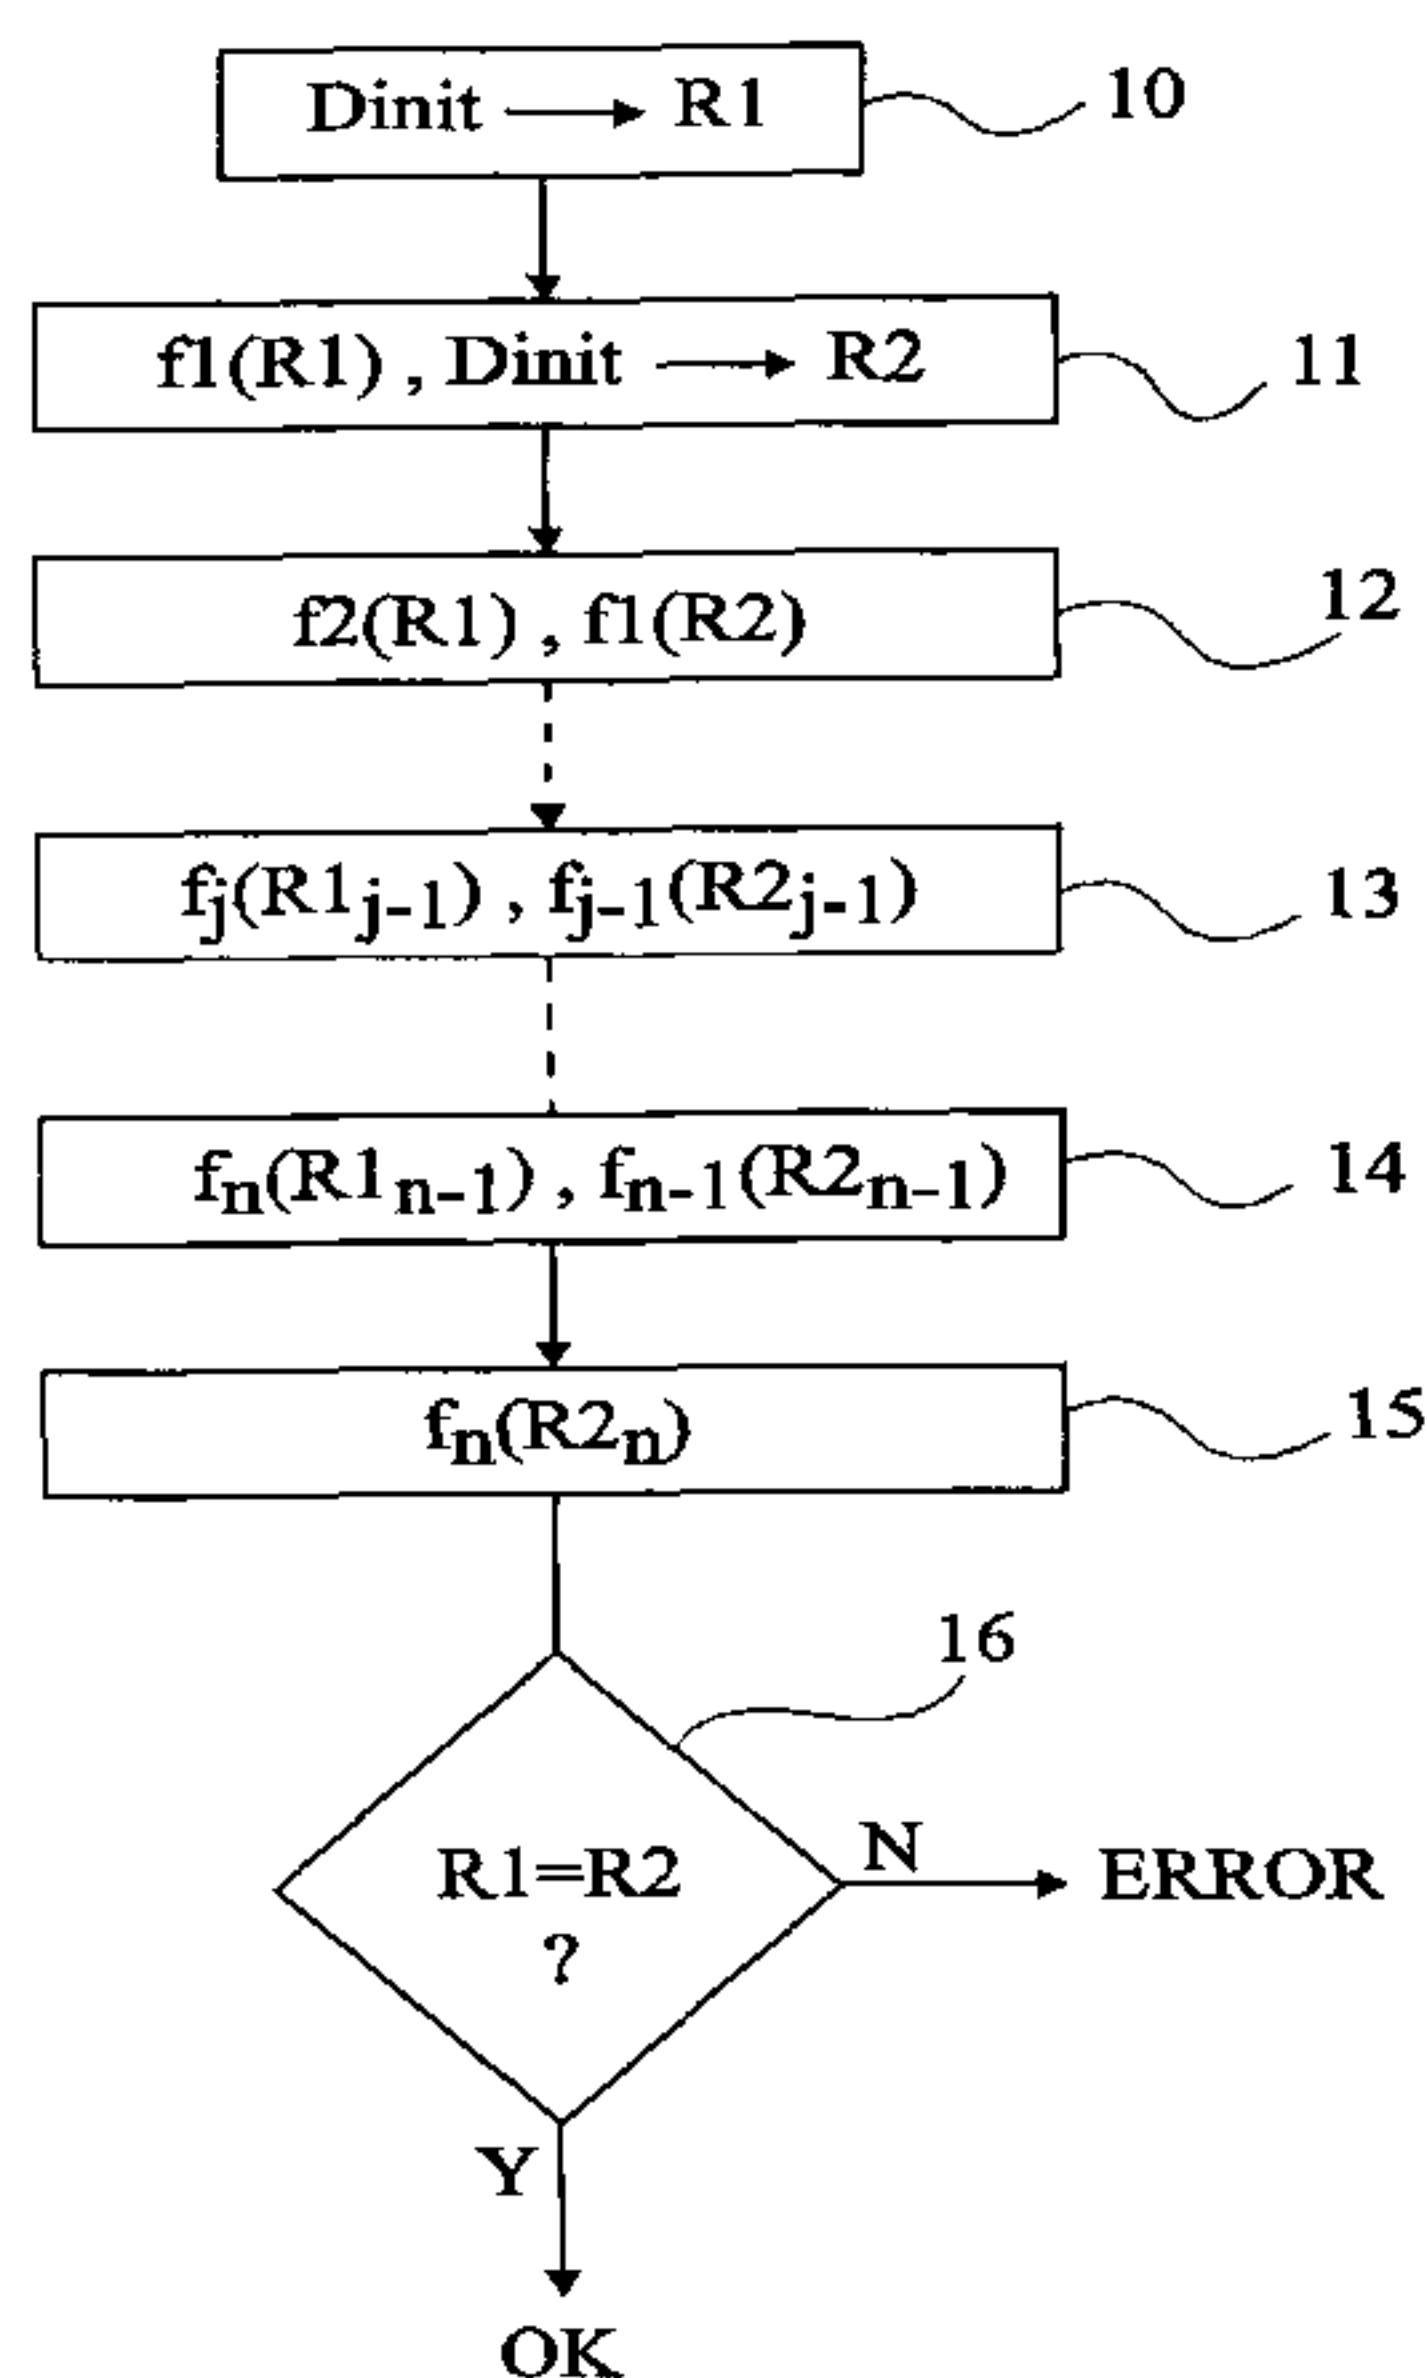 Dinit → R1
10
f1(R1) , Dinit → R2
11
f2(R1) , f1(R2)
12
fj(R1j-1) , fj-1(R2j-1)
13
fn(R1n-1) , fn-1(R2n-1)
14
fn(R2n)
15
16
R1=R2
?
N
ERROR
Y
OK